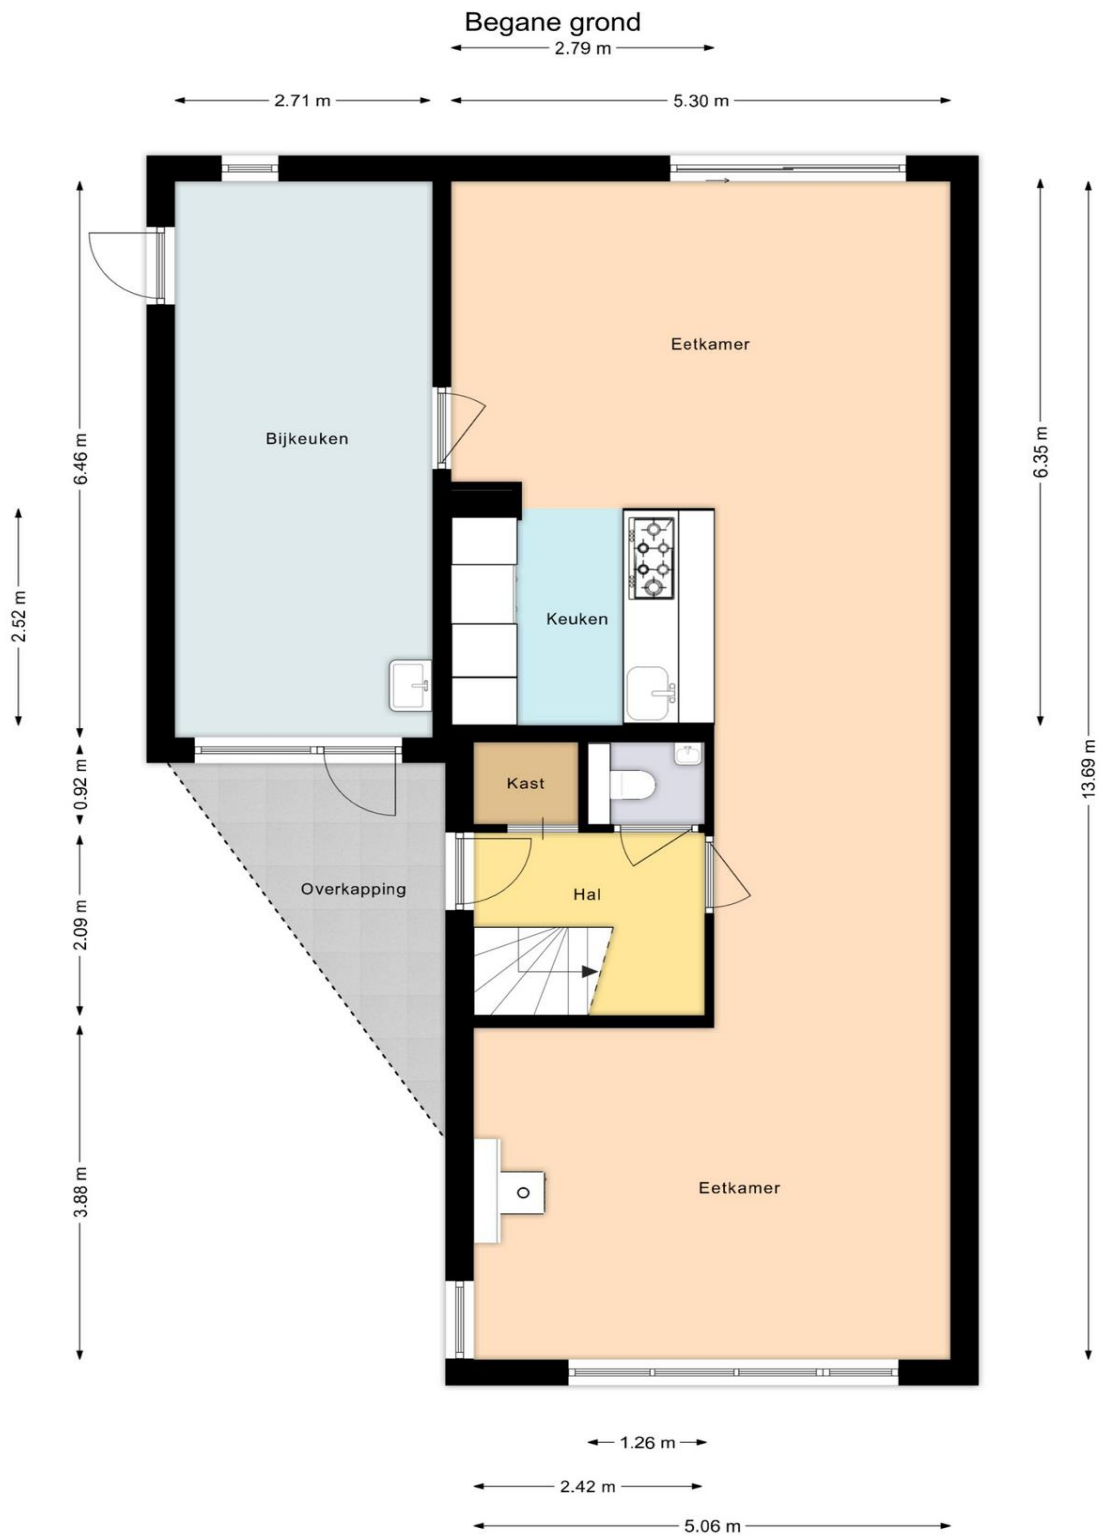 Begane grond
2.79 m
2.71 m
5.30 m
Eetkamer
6.46 m
Bijkeuken
6.35 m
2.52 m
Keuken
13.69 m
Kast
0.92 m
Overkapping
Hal
2.09 m
3.88 m
Eetkamer
1.26 m
2.42 m
5.06 m